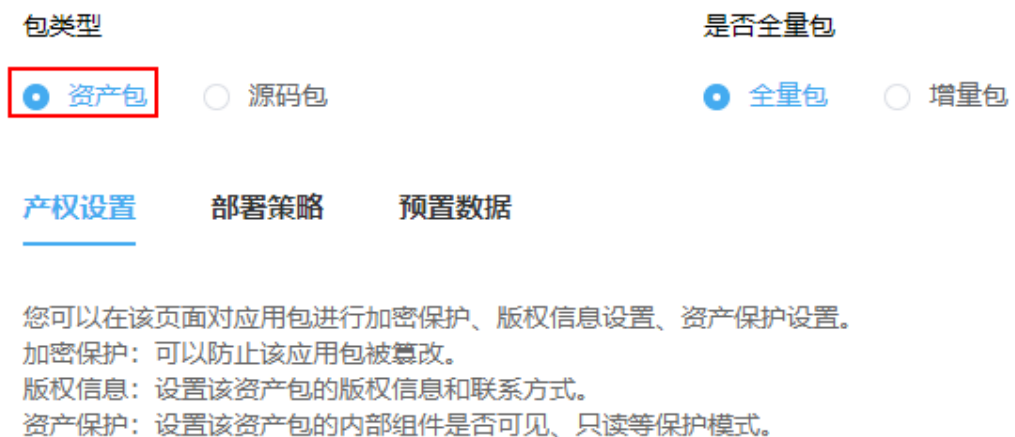 包类型 是否全量包
资产包 源码包 全量包 增量包
产权设置 部署策略 预置数据
您可以在该页面对应用包进行加密保护、版权信息设置、资产保护设置。
加密保护：可以防止该应用包被篡改。
版权信息：设置该资产包的版权信息和联系方式。
资产保护：设置该资产包的内部组件是否可见、只读等保护模式。